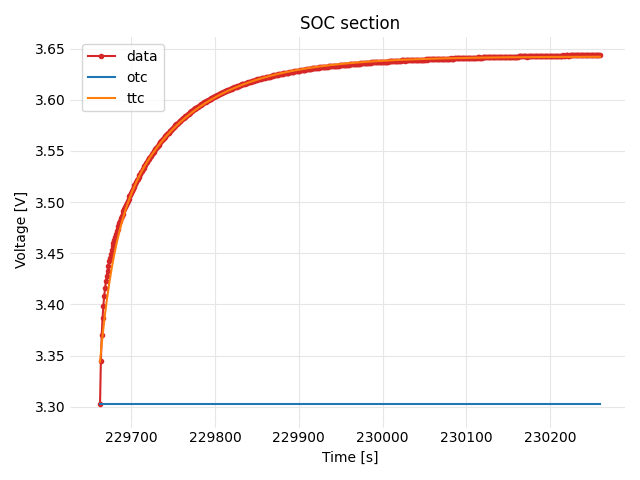 SOC section
data
otc
ttc
Voltage [V]
3.65
3.60
3.55
3.50
3.45
3.40
3.35
3.30
229700 229800 229900 230000 230100 230200
Time [s]